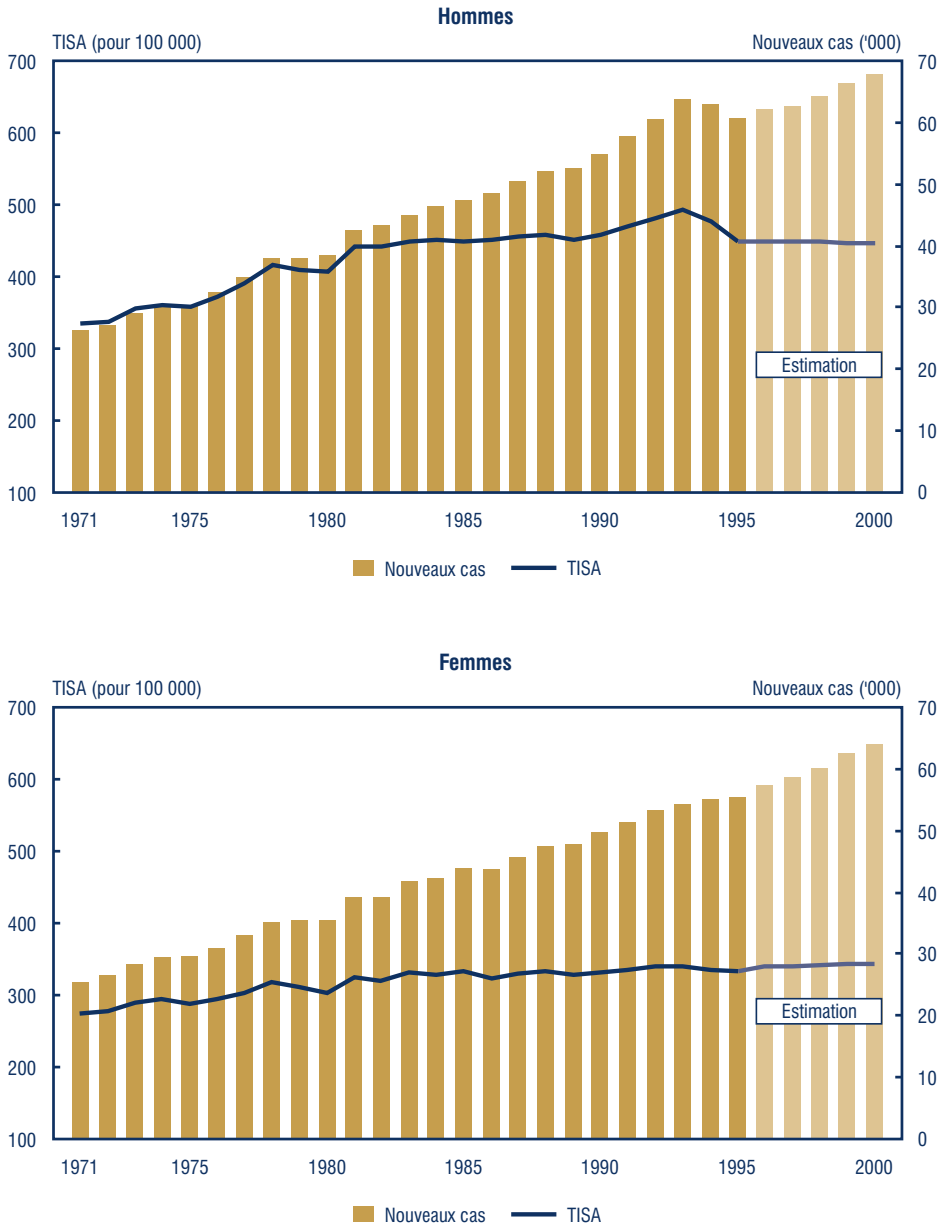 Hommes
TISA (pour 100 000) Nouveaux cas ('000)
700 70
600 60
500 50
400 40
300 30
200 20
100 10
0
Estimation
1971 1975 1980 1985 1990 1995 2000
Nouveaux cas TISA
Femmes
TISA (pour 100 000) Nouveaux cas ('000)
700 70
600 60
500 50
400 40
300 30
200 20
100 10
0
Estimation
1971 1975 1980 1985 1990 1995 2000
Nouveaux cas TISA